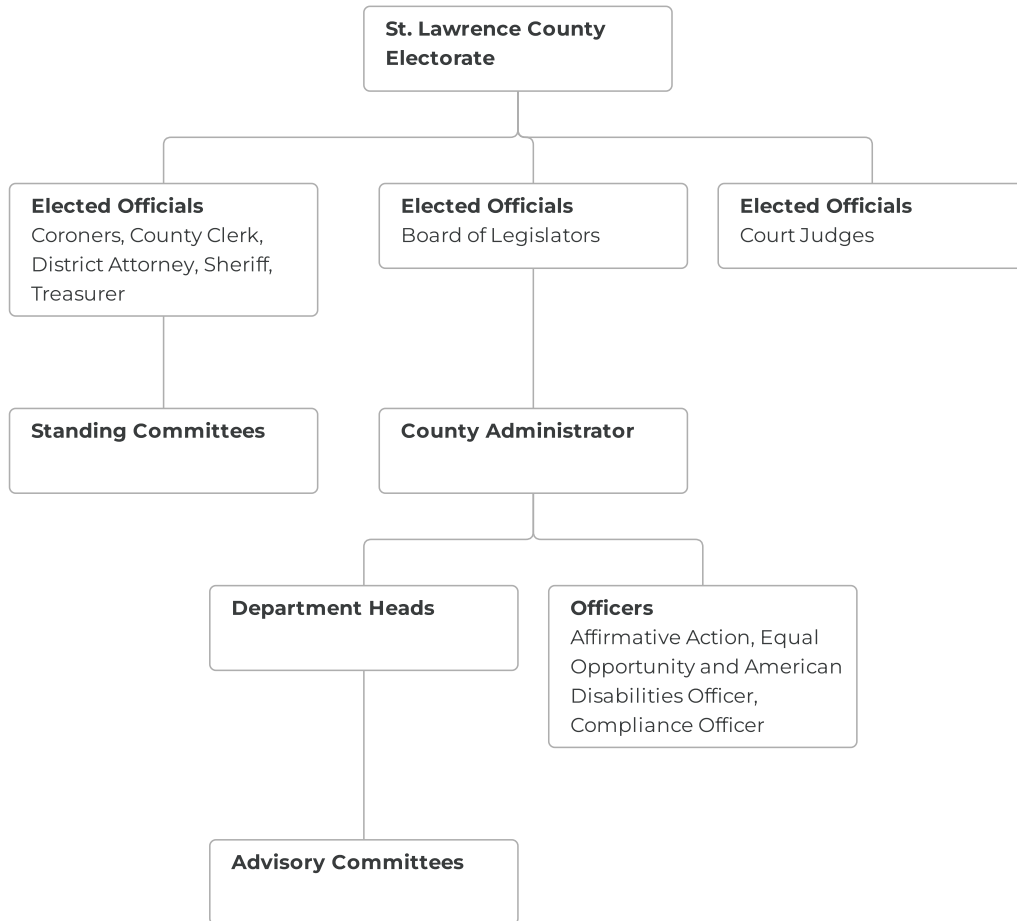 St. Lawrence County
Electorate
Elected Officials
Coroners, County Clerk,
District Attorney, Sheriff,
Treasurer
Elected Officials
Board of Legislators
Elected Officials
Court Judges
Standing Committees
County Administrator
Department Heads
Officers
Affirmative Action, Equal
Opportunity and American
Disabilities Officer,
Compliance Officer
Advisory Committees